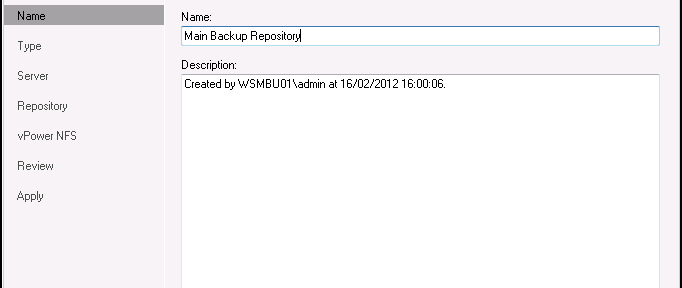 Name
Type
Server
Repository
vPower NFS
Review
Apply
Name:
Main Backup Repository
Description:
Created by WSMBU01\admin at 16/02/2012 16:00:06.